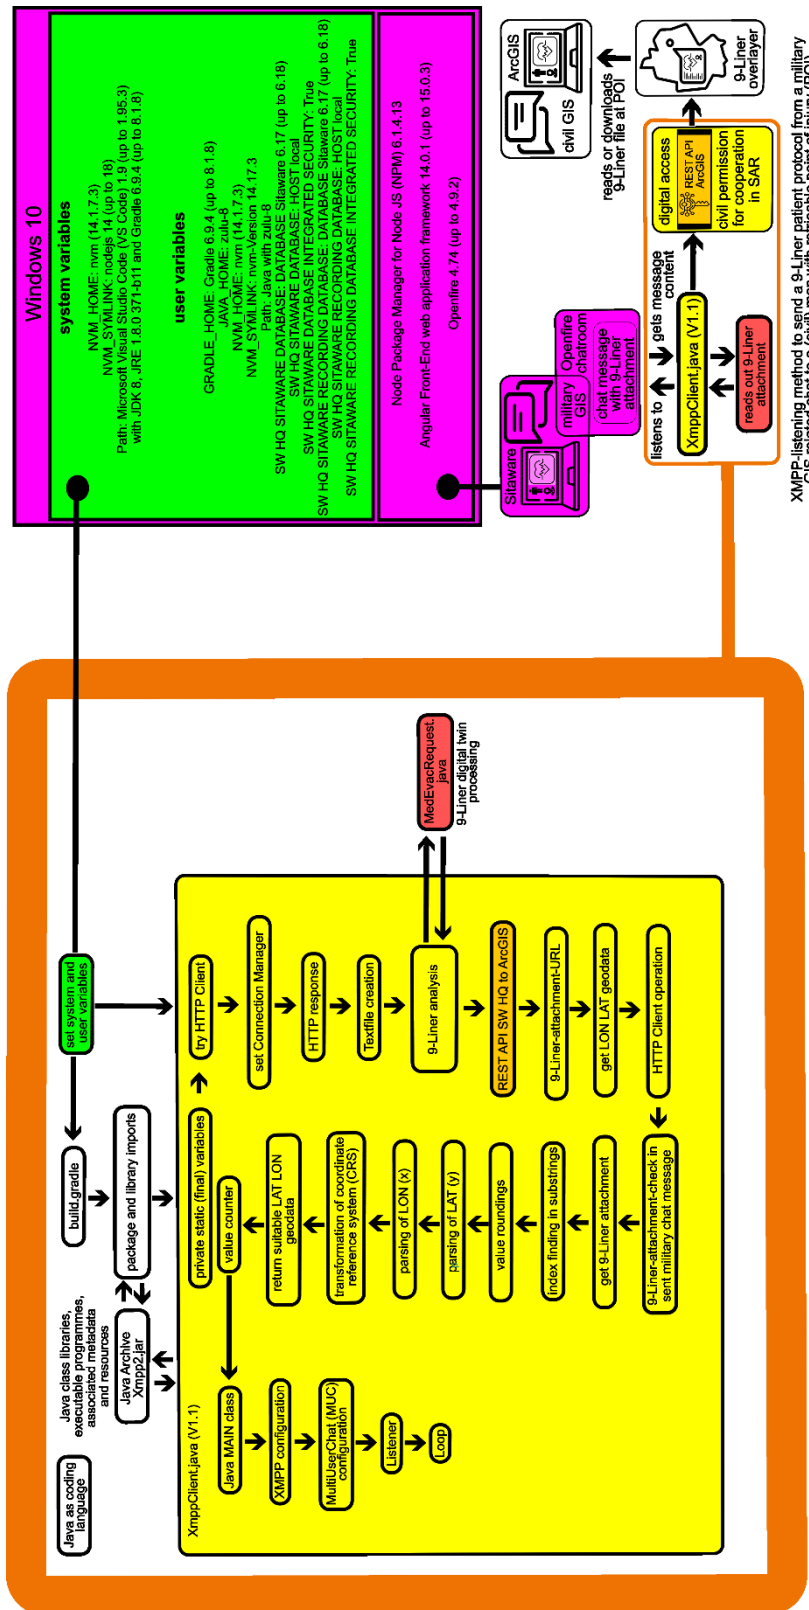 Java as coding
language
Java class libraries,
executable programmes,
associated metadata
and resources
Java Archive
Xmpp2.jar
build.gradle
package and library imports
set system and
user variables
XmppClient.java (V1.1)
Java MAIN class
XMPP configuration
MultiUserChat (MUC)
configuration
Listener
Loop
private static (final) variables
value counter
return suitable LAT LON
geodata
transformation of coordinate
reference system (CRS)
parsing of LON (x)
parsing of LAT (y)
value roundings
index finding in substrings
get 9-Liner attachment
9-Liner-attachment-check in
sent military chat message
try HTTP Client
set Connection Manager
HTTP response
Textfile creation
9-Liner analysis
REST API SW HQ to ArcGIS
9-Liner-attachment-URL
get LON LAT geodata
HTTP Client operation
MedEvacRequest.
java
9-Liner digital twin
processing
Windows 10
system variables
NVM_HOME: nvm (14.1.7.3)
NVM_SYMLINK: nodejs 14 (up to 18)
Path: Microsoft Visual Studio Code (VS Code) 1.9 (up to 1.95.3)
with JDK 8, JRE 1.8.0 371-b11 and Gradle 6.9.4 (up to 8.1.8)
user variables
GRADLE_HOME: Gradle 6.9.4 (up to 8.1.8)
JAVA_HOME: zulu-8
NVM_HOME: nvm (14.1.7.3)
NVM_SYMLINK: nvm-Version 14.17.3
Path: Java with zulu-8
SW HQ SITAWARE DATABASE: DATABASE: Sitaware 6.17 (up to 6.18)
SW HQ SITAWARE DATABASE: HOST local
SW HQ SITAWARE DATABASE INTEGRATED SECURITY: True
SW HQ SITAWARE RECORDING DATABASE: DATABASE: Sitaware 6.17 (up to 6.18)
SW HQ SITAWARE RECORDING DATABASE: HOST local
SW HQ SITAWARE RECORDING DATABASE INTEGRATED SECURITY: True
Node Package Manager for Node JS (NPM) 6.1.4.13
Angular Front-End web application framework 14.0.1 (up to 15.0.3)
Openfire 4.74 (up to 4.9.2)
Sitaware
military
GIS
Openfire
chatroom
chat message
with 9-Liner
attachment
civil GIS
ArcGIS
reads or downloads
9-Liner file at POI
9-Liner
overlayer
listens to
gets message
content
XmppClient.java (V1.1)
reads out 9-Liner
attachment
digital access
REST API
ArcGIS
civil permission
for cooperation
in SAR
XMPP-listening method to send a 9-Liner patient protocol from a military